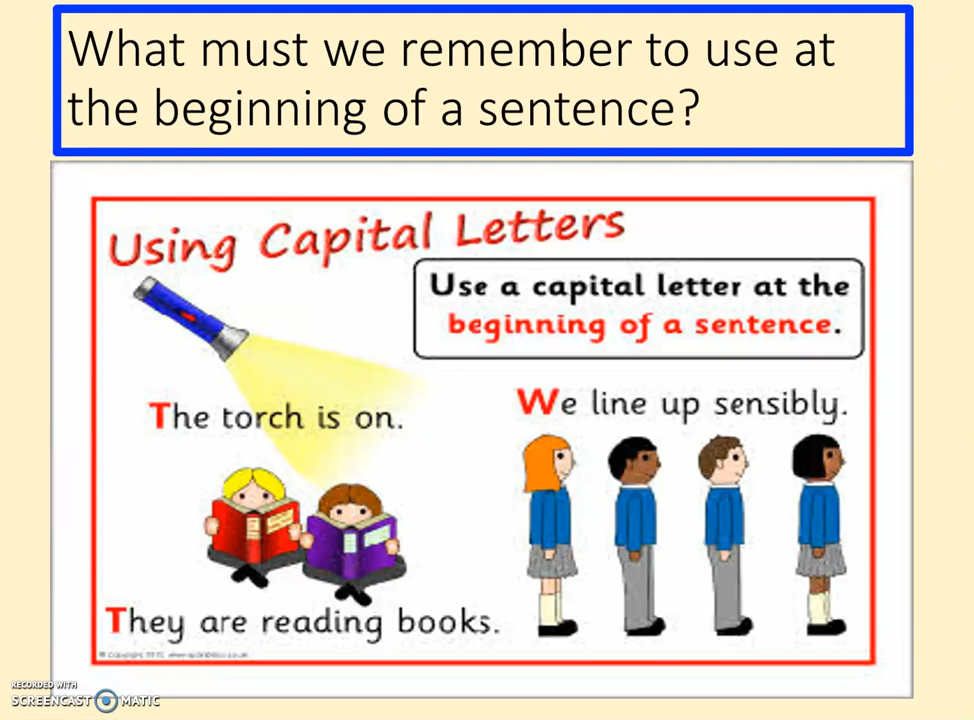 What must we remember to use at
the beginning of a sentence?
Using Capital Letters
Use a capital letter at the
beginning of a sentence.
The torch is on.
We line up sensibly.
They are reading books.
RECORDED WITH
SCREENCAST MATIC